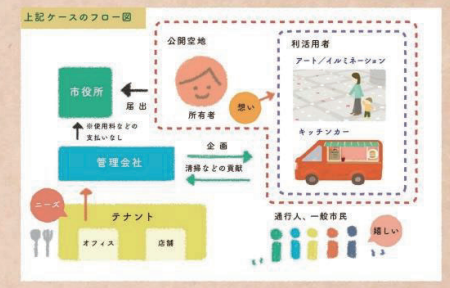 上記ケースのフロー図
公開空地
利活用者
アート／イルミネーション
市役所
届出
所有者
想い
キッチンカー
※使用料などの
支払いなし
管理会社
企画
清掃などの貢献
ニーズ
テナント
オフィス
店舗
通行人、一般市民
嬉しい